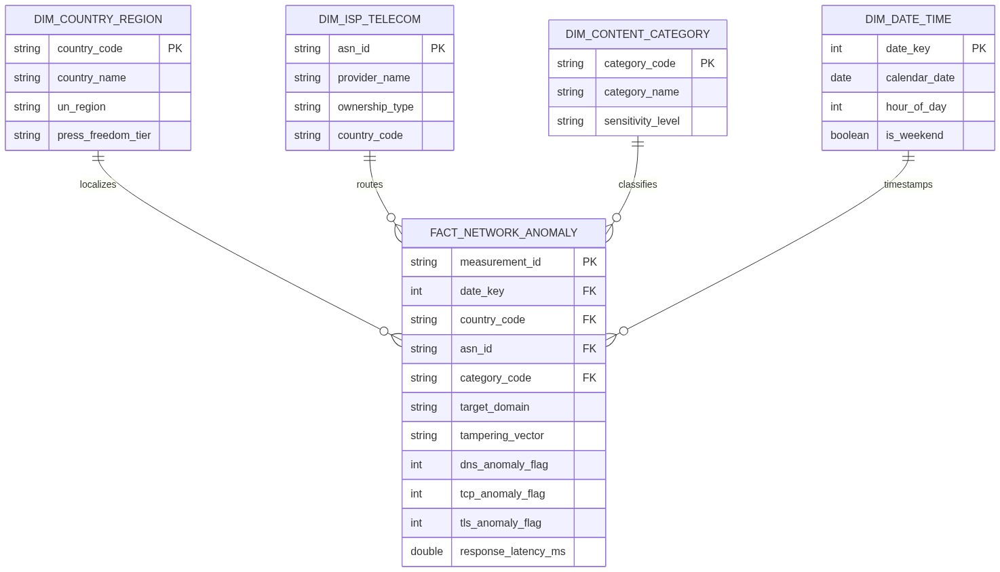 DIM_COUNTRY_REGION
string country_code PK
string country_name
string un_region
string press_freedom_tier
DIM_ISP_TELECOM
string asn_id PK
string provider_name
string ownership_type
string country_code
DIM_CONTENT_CATEGORY
string category_code PK
string category_name
string sensitivity_level
DIM_DATE_TIME
int date_key PK
date calendar_date
int hour_of_day
boolean is_weekend
localizes
routes
classifies
timestamps
FACT_NETWORK_ANOMALY
string measurement_id PK
int date_key FK
string country_code FK
string asn_id FK
string category_code FK
string target_domain
string tampering_vector
int dns_anomaly_flag
int tcp_anomaly_flag
int tls_anomaly_flag
double response_latency_ms